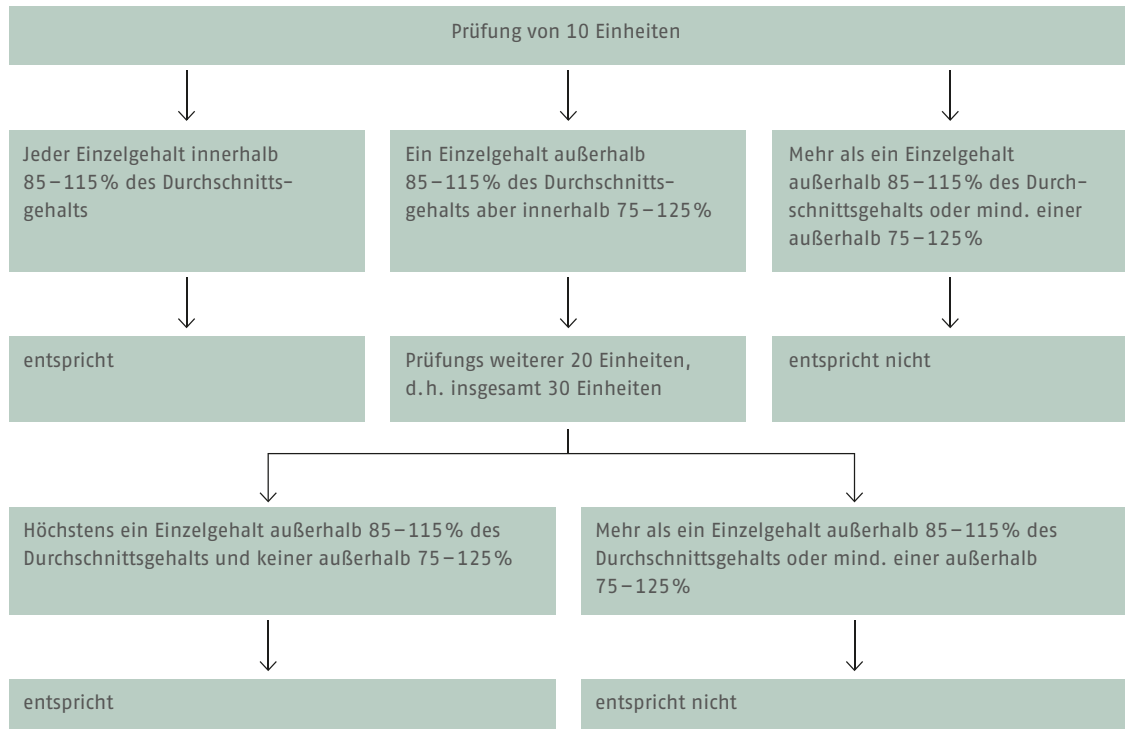 Prüfung von 10 Einheiten
Jeder Einzelgehalt innerhalb
85–115% des Durchschnitts-
gehalts
Ein Einzelgehalt außerhalb
85–115% des Durchschnitts-
gehalts aber innerhalb 75–125%
Mehr als ein Einzelgehalt
außerhalb 85–115% des Durch-
schnittsgehalts oder mind. einer
außerhalb 75–125%
entspricht
Prüfungs weiterer 20 Einheiten,
d.h. insgesamt 30 Einheiten
entspricht nicht
Höchstens ein Einzelgehalt außerhalb 85–115% des
Durchschnittsgehalts und keiner außerhalb 75–125%
Mehr als ein Einzelgehalt außerhalb 85–115% des
Durchschnittsgehalts oder mind. einer außerhalb
75–125%
entspricht
entspricht nicht